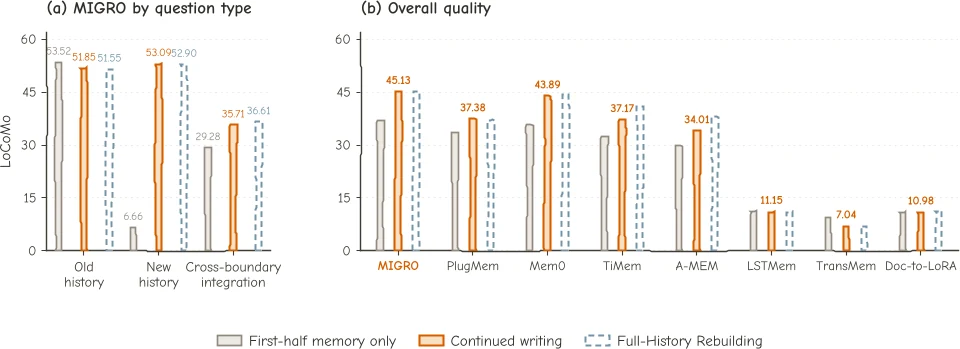 (a) MIGRO by question type
(b) Overall quality
LoCoMo
60
45
30
15
0
53.52
51.85
51.55
6.66
53.09
52.90
29.28
35.71
36.61
Old history
New history
Cross-boundary integration
60
45
30
15
0
45.13
37.38
43.89
37.17
34.01
11.15
7.04
10.98
MIGRO
PlugMem
Mem0
TiMem
A-MEM
LSTMem
TransMem
Doc-to-LoRA
First-half memory only
Continued writing
Full-History Rebuilding